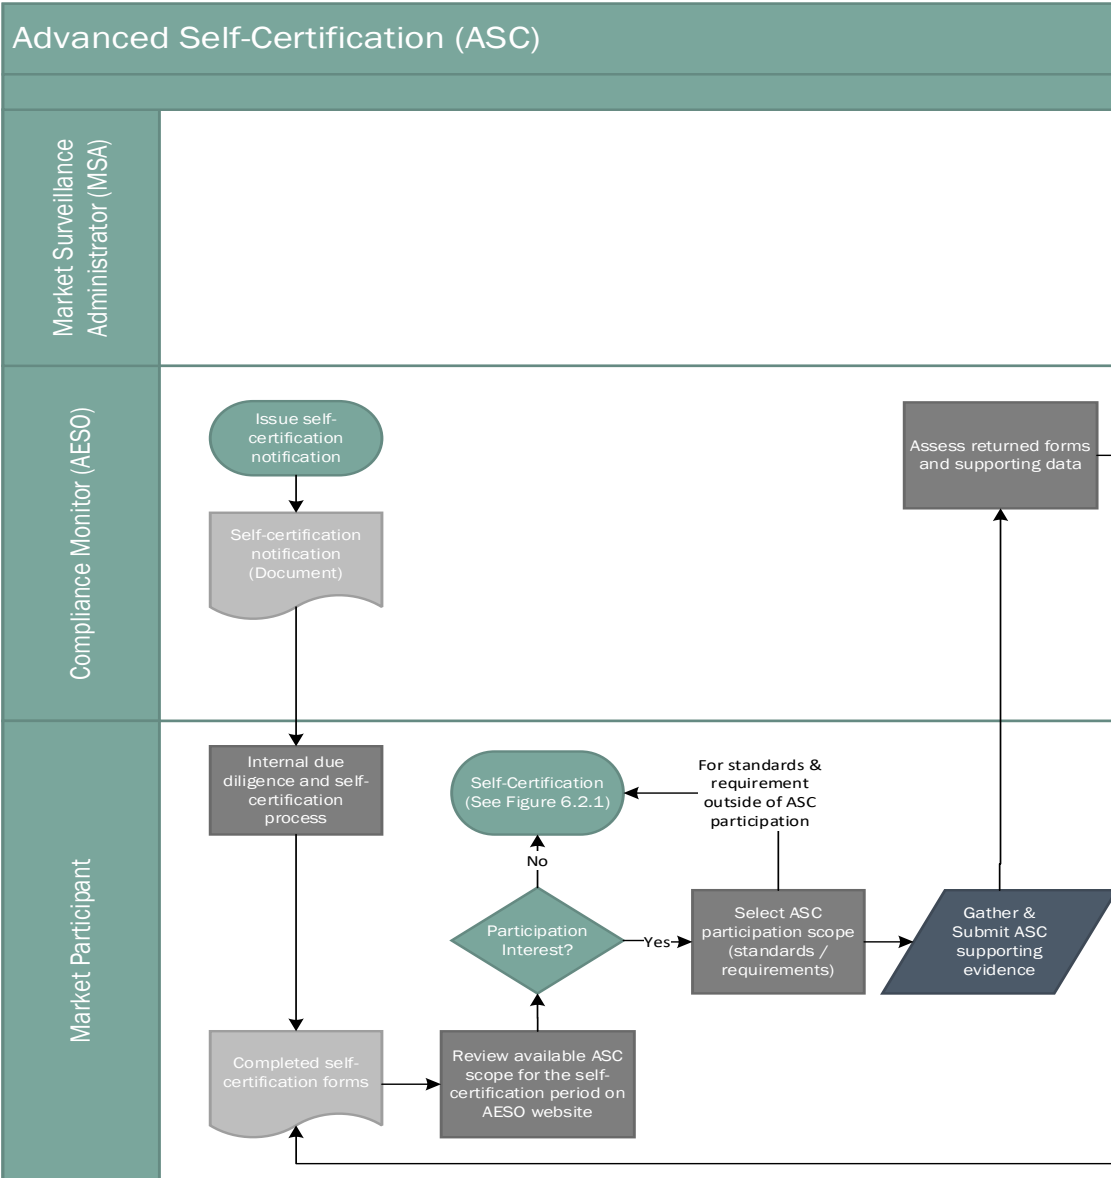 Advanced Self-Certification (ASC)
Market Surveillance
Administrator (MSA)
Compliance Monitor (AESO)
Issue self-
certification
notification
Self-certification
notification
(Document)
Assess returned forms
and supporting data
Market Participant
Internal due
diligence and self-
certification
process
Self-Certification
(See Figure 6.2.1)
For standards &
requirement
outside of ASC
participation
No
Participation
Interest?
Yes
Select ASC
participation scope
(standards /
requirements)
Gather &
Submit ASC
supporting
evidence
Completed self-
certification forms
Review available ASC
scope for the self-
certification period on
AESO website